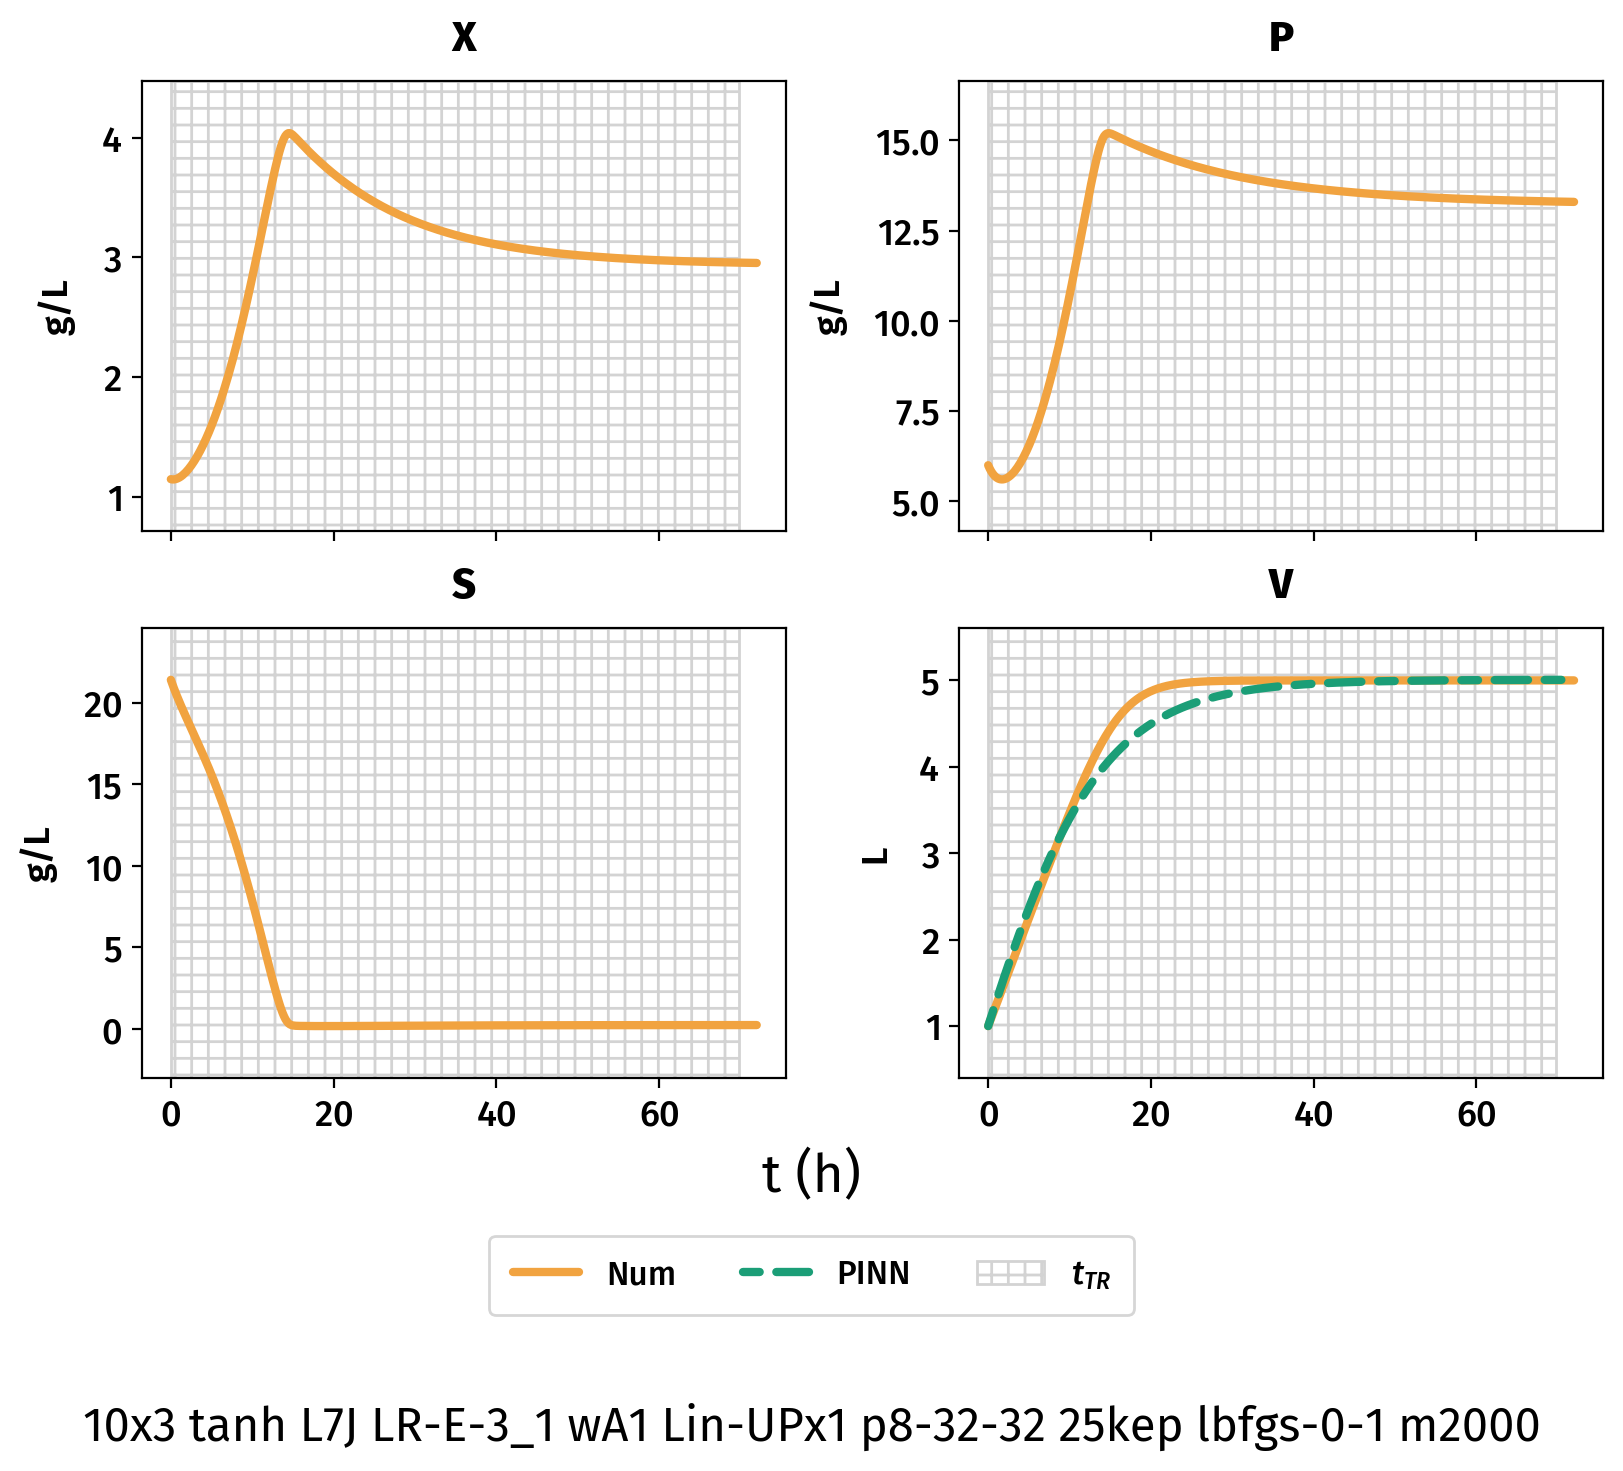 X
P
4
3
2
1
g/L
15.0
12.5
10.0
7.5
5.0
g/L
S
V
20
15
10
5
0
g/L
5
4
3
2
1
L
0 20 40 60
0 20 40 60
t (h)
Num PINN t_TR
10x3 tanh L7J LR-E-3_1 wA1 Lin-UPx1 p8-32-32 25kep lbfgs-0-1 m2000